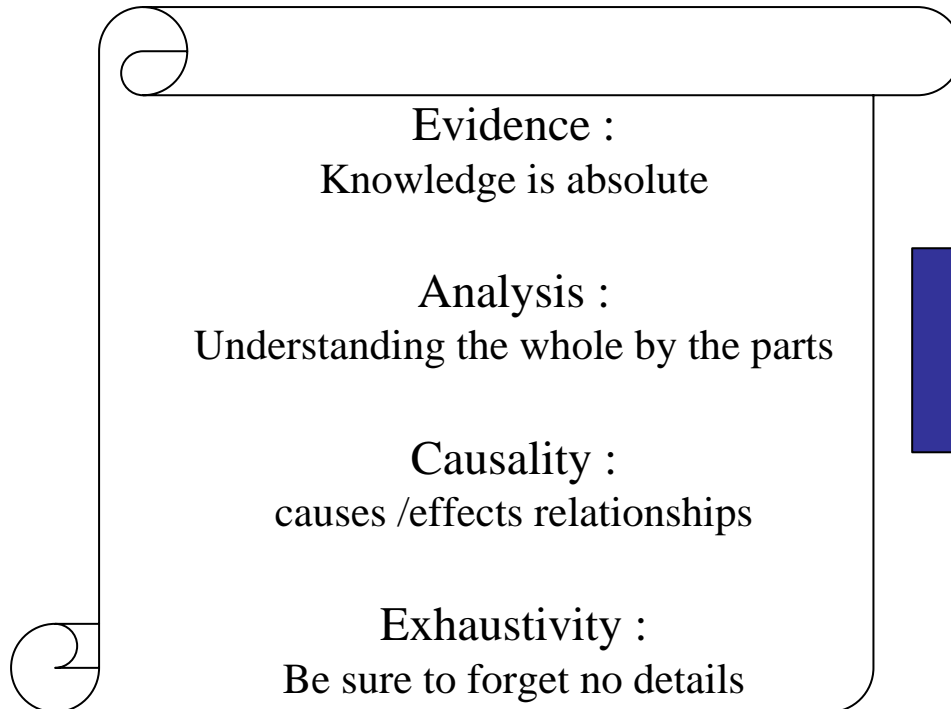 Evidence :
Knowledge is absolute
Analysis :
Understanding the whole by the parts
Causality :
causes /effects relationships
Exhaustivity :
Be sure to forget no details